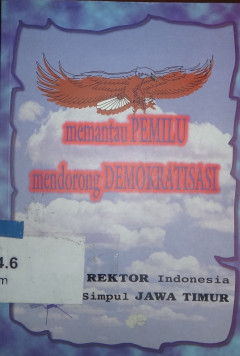 memantau PEMILU
mendorong DEMOKRATISASI
4.6
m
REKTOR Indonesia
Simpul JAWA TIMUR